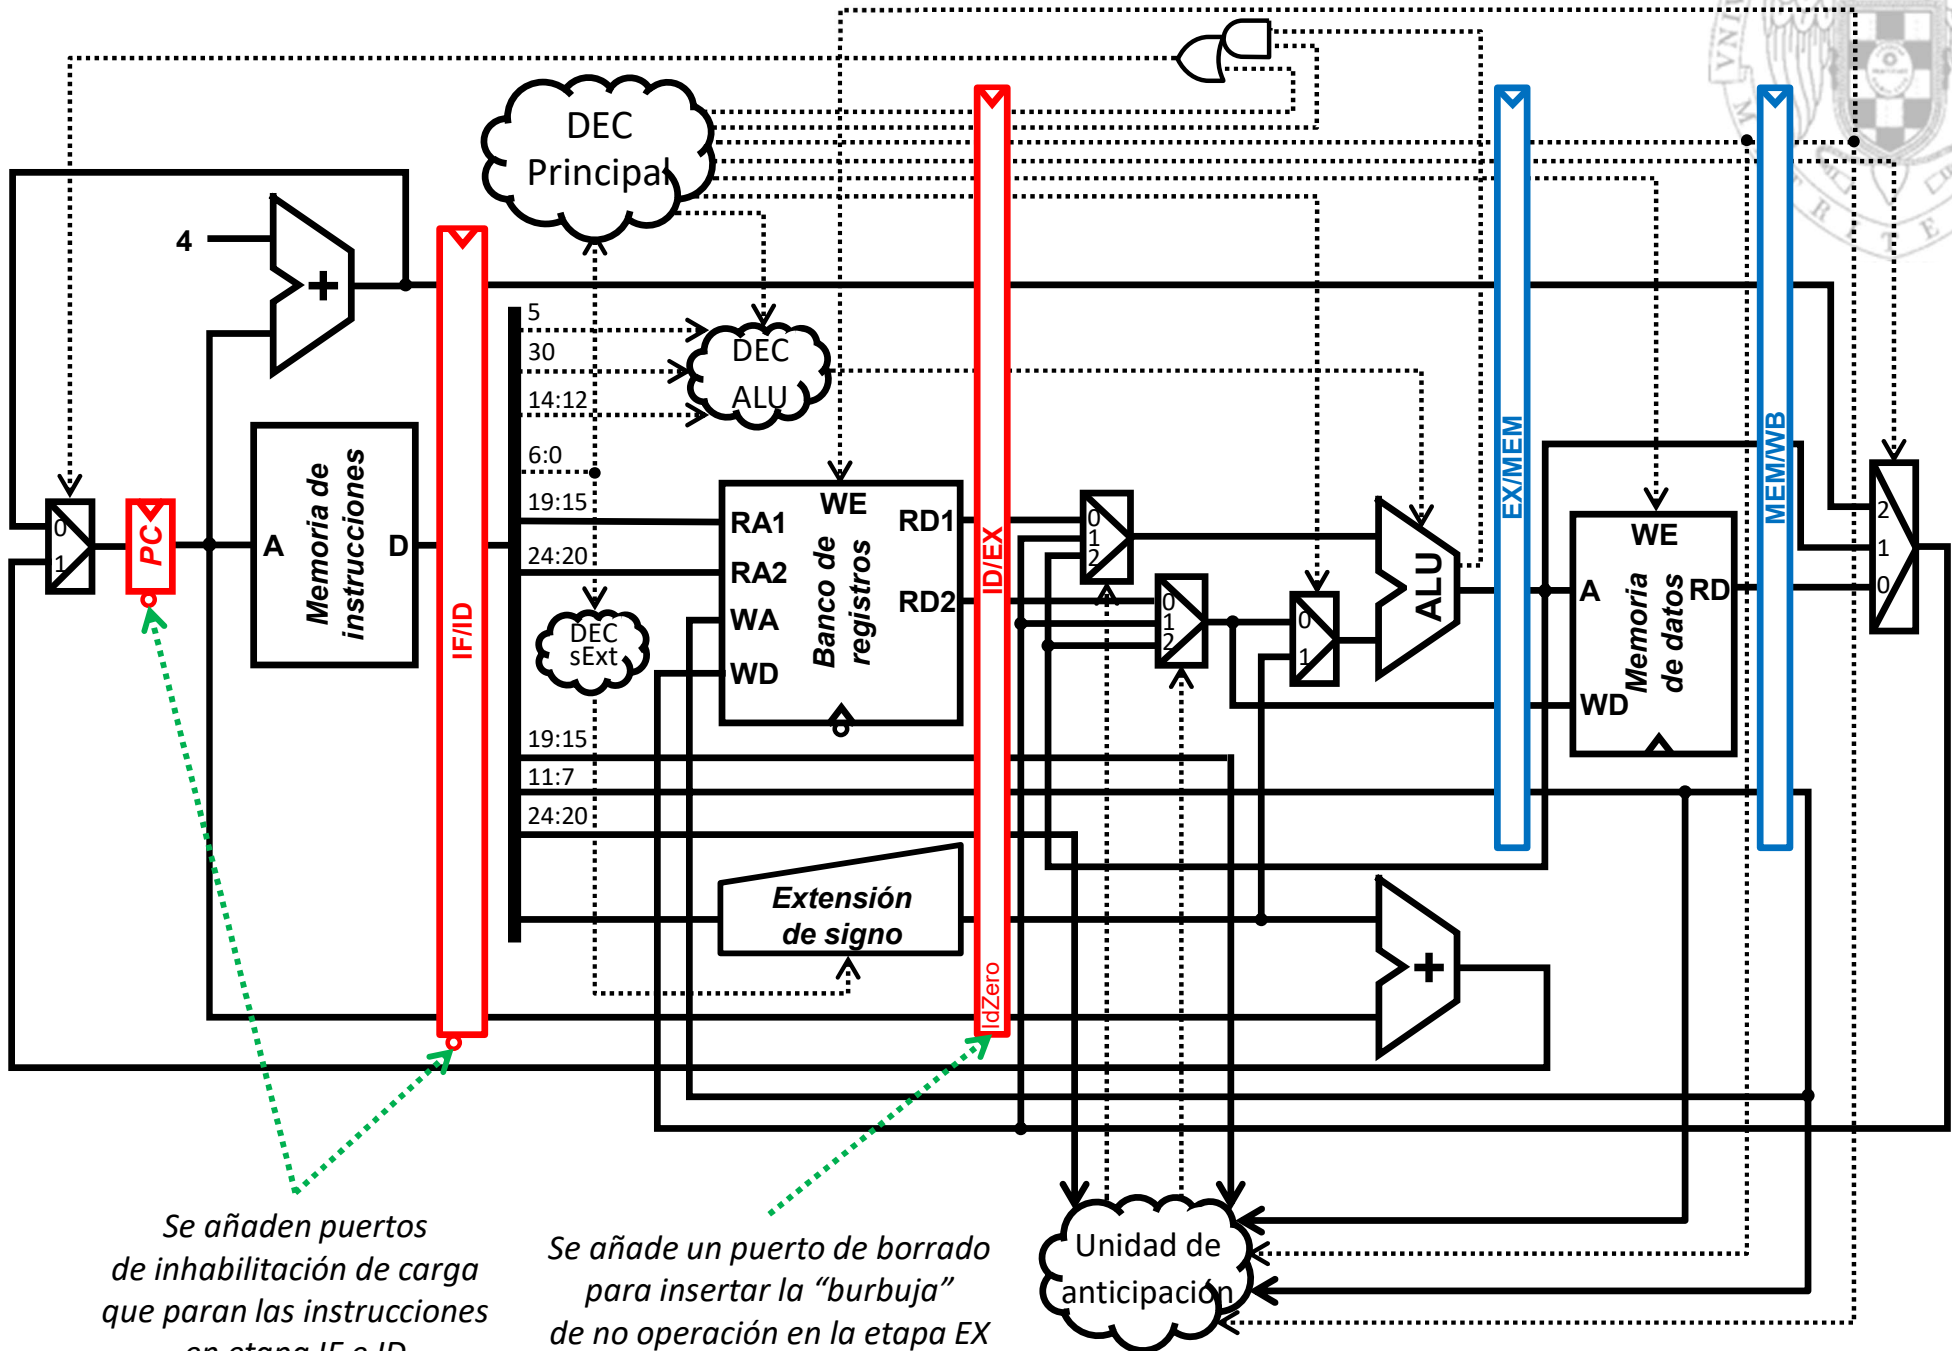 DEC
Principal
4
+
IF/ID
5
30
14:12
6:0
19:15
24:20
DEC
ALU
0
1
PC
A
Memoria de
instrucciones
D
DEC
sExt
RA1
RA2
WA
WD
WE
Banco de
registros
RD1
RD2
ID/EX
IdZero
0
1
2
0
1
2
0
1
ALU
EX/MEM
A
WE
Memoria
de datos
RD
WD
MEM/WB
2
1
0
19:15
11:7
24:20
Extensión
de signo
+
Unidad de
anticipación
Se añaden puertos
de inhabilitación de carga
que paran las instrucciones
en etapa IF e ID
Se añade un puerto de borrado
para insertar la “burbuja”
de no operación en la etapa EX